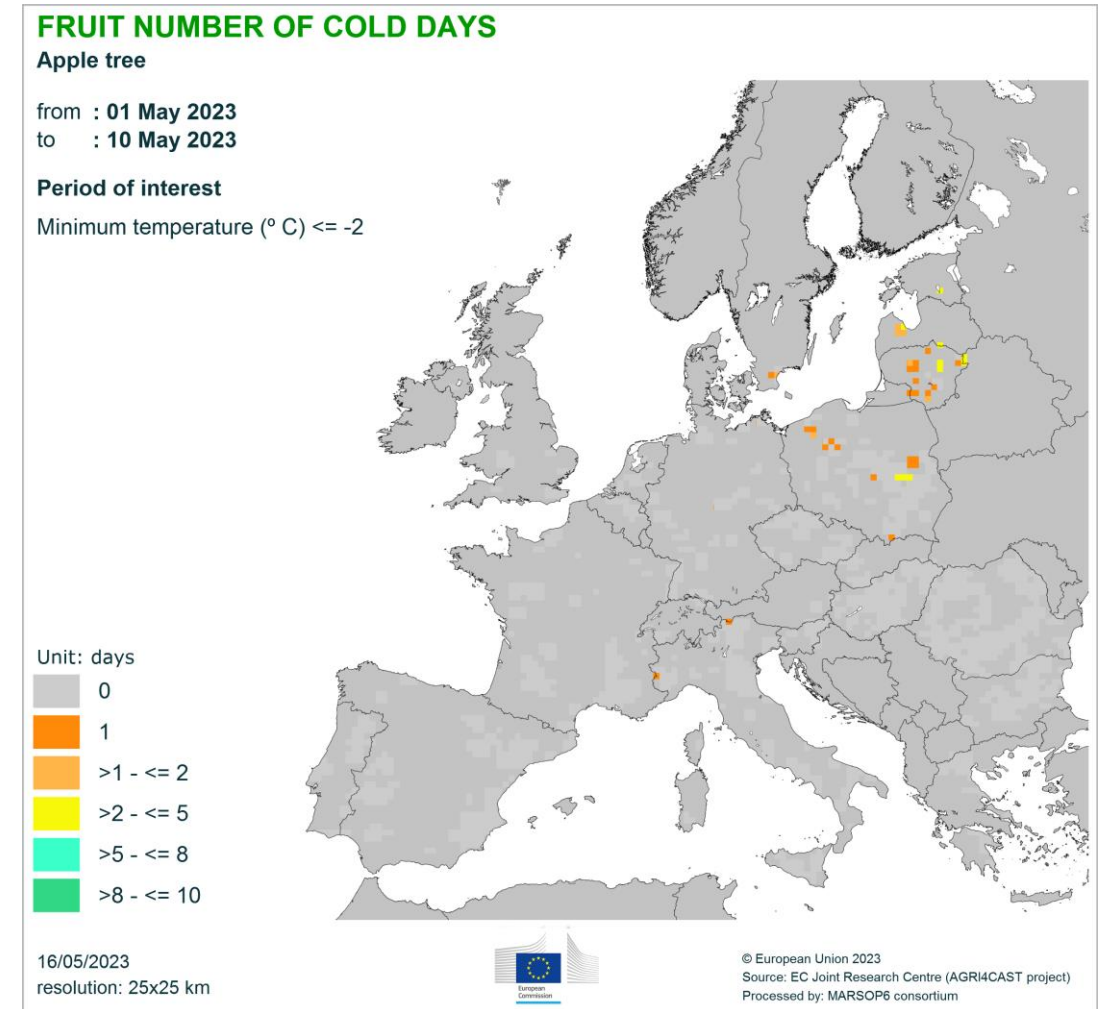 FRUIT NUMBER OF COLD DAYS
Apple tree
from : 01 May 2023
to : 10 May 2023
Period of interest
Minimum temperature (º C) <= -2
Unit: days
0
1
>1 - <= 2
>2 - <= 5
>5 - <= 8
>8 - <= 10
16/05/2023
resolution: 25x25 km
European
Commission
© European Union 2023
Source: EC Joint Research Centre (AGRI4CAST project)
Processed by: MARSOP6 consortium